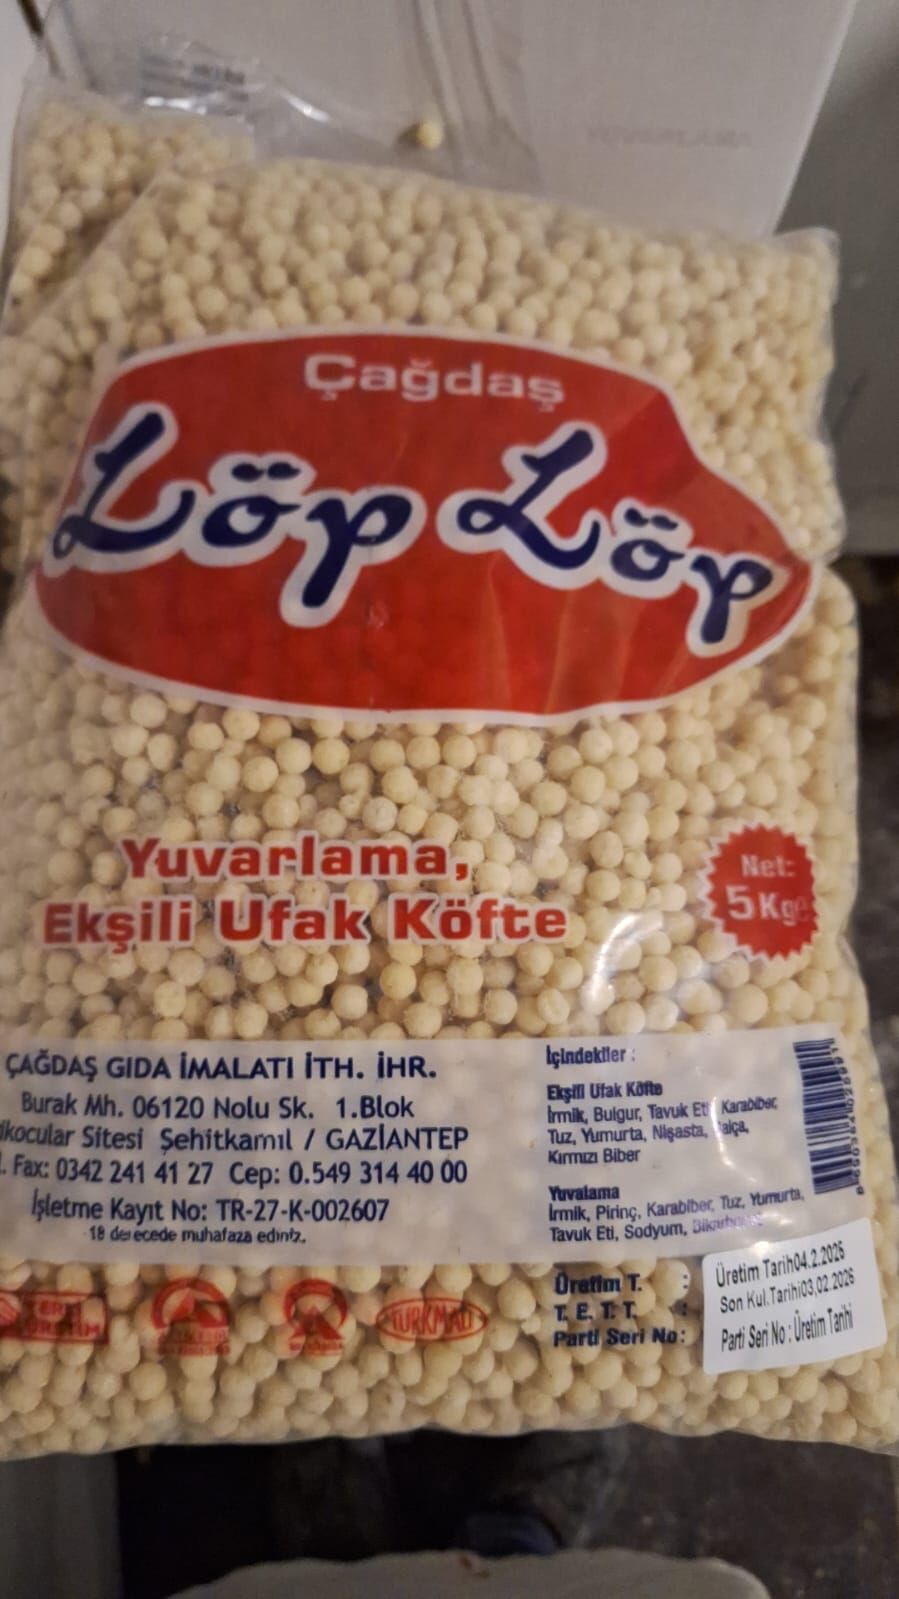 Çağdaş
Löp Löp
Yuvarlama,
Ekşili Ufak Köfte
Net:
5 Kg
ÇAĞDAŞ GIDA İMALATI İTH. İHR.
Burak Mh. 06120 Nolu Sk. 1.Blok
Sitesi Şehitkamil / GAZİANTEP
Fax: 0342 241 41 27 Cep: 0.549 314 40 00
İşletme Kayıt No: TR-27-K-002607
18 derecede muhafaza ediniz.
İçindekiler :
Ekşili Ufak Köfte
İrmik, Bulgur, Tavuk Eti, Karabiber,
Tuz, Yumurta, Nişasta, Salça,
Kırmızı Biber
Yuvalama
İrmik, Pirinç, Karabiber, Tuz, Yumurta,
Tavuk Eti, Sodyum,
Üretim T. :
T. E. T. T. :
Parti Seri No:
Üretim Tarih04.2.2025
Son Kul.Tarihi03.02.2026
Parti Seri No : Üretim Tarihi
TURKMAT